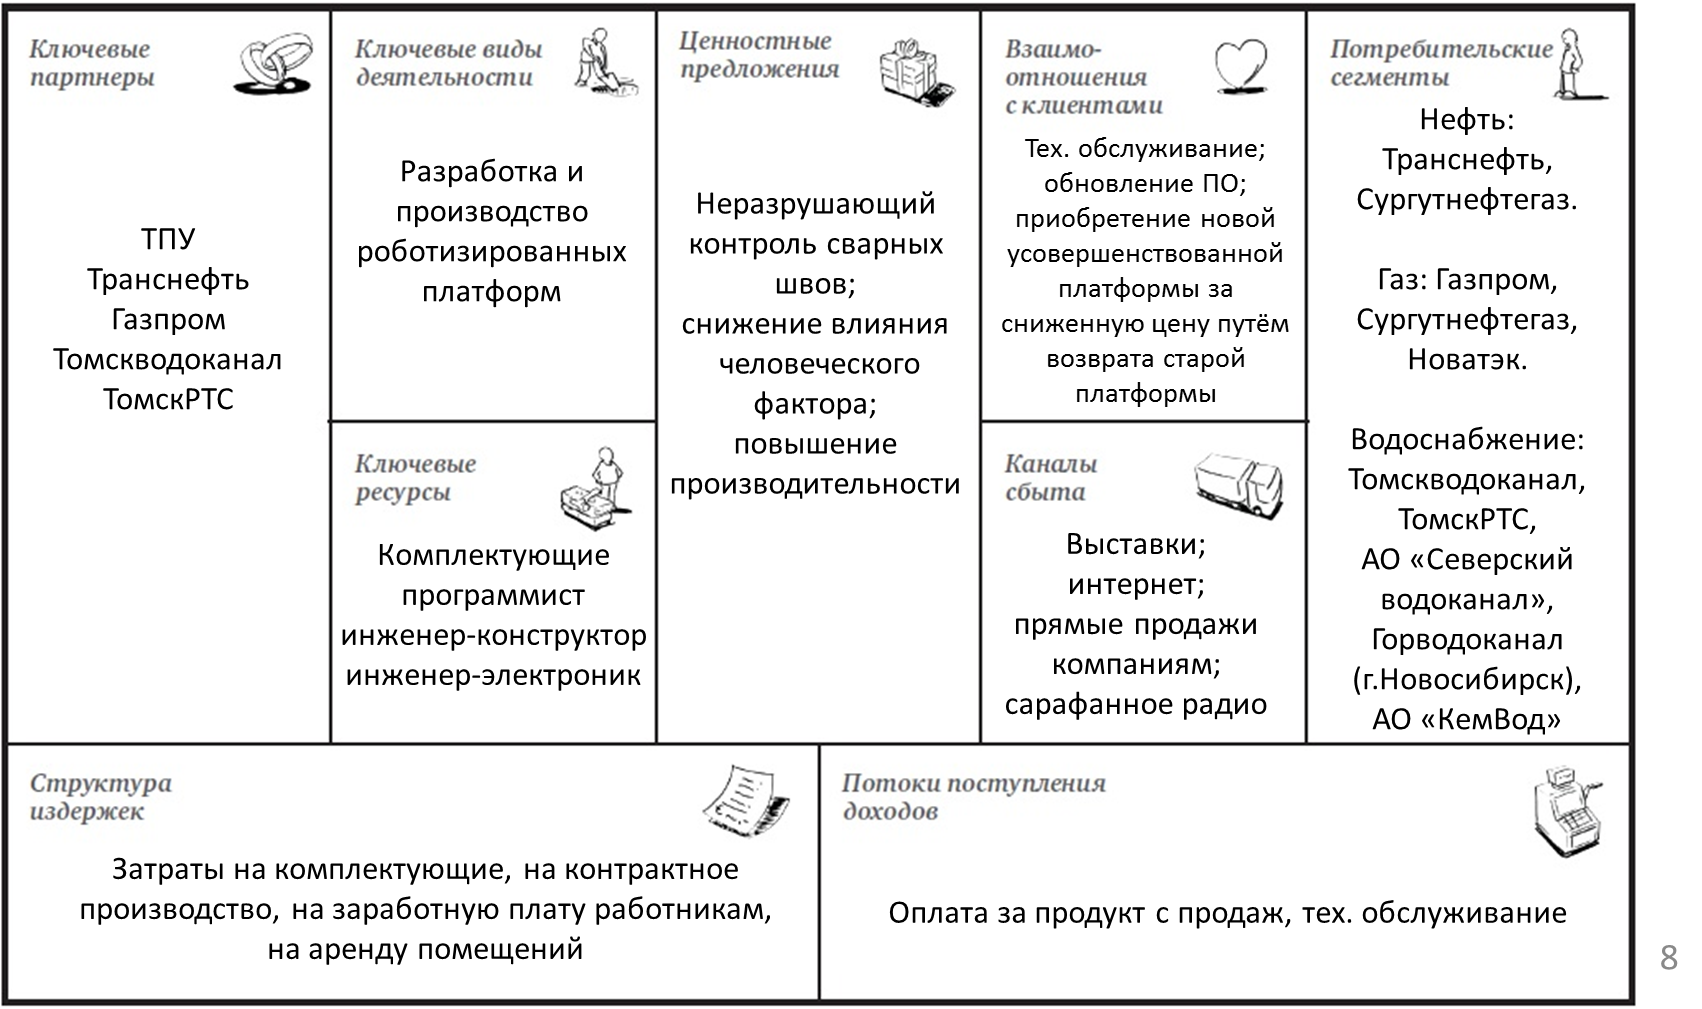 Ключевые
партнеры
ТПУ
Транснефть
Газпром
Томскводоканал
ТомскРТС
Ключевые виды
деятельности
Разработка и
производство
роботизированных
платформ
Ключевые
ресурсы
Комплектующие
программист
инженер-конструктор
инженер-электроник
Ценностные
предложения
Неразрушающий
контроль сварных
швов;
снижение влияния
человеческого
фактора;
повышение
производительности
Взаимо-
отношения
с клиентами
Тех. обслуживание;
обновление ПО;
приобретение новой
усовершенствованной
платформы за
сниженную цену путём
возврата старой
платформы
Каналы
сбыта
Выставки;
интернет;
прямые продажи
компаниям;
сарафанное радио
Потребительские
сегменты
Нефть:
Транснефть,
Сургутнефтегаз.
Газ: Газпром,
Сургутнефтегаз,
Новатэк.
Водоснабжение:
Томскводоканал,
ТомскРТС,
АО «Северский
водоканал»,
Горводоканал
(г.Новосибирск),
АО «КемВод»
Структура
издержек
Затраты на комплектующие, на контрактное
производство, на заработную плату работникам,
на аренду помещений
Потоки поступления
доходов
Оплата за продукт с продаж, тех. обслуживание
8